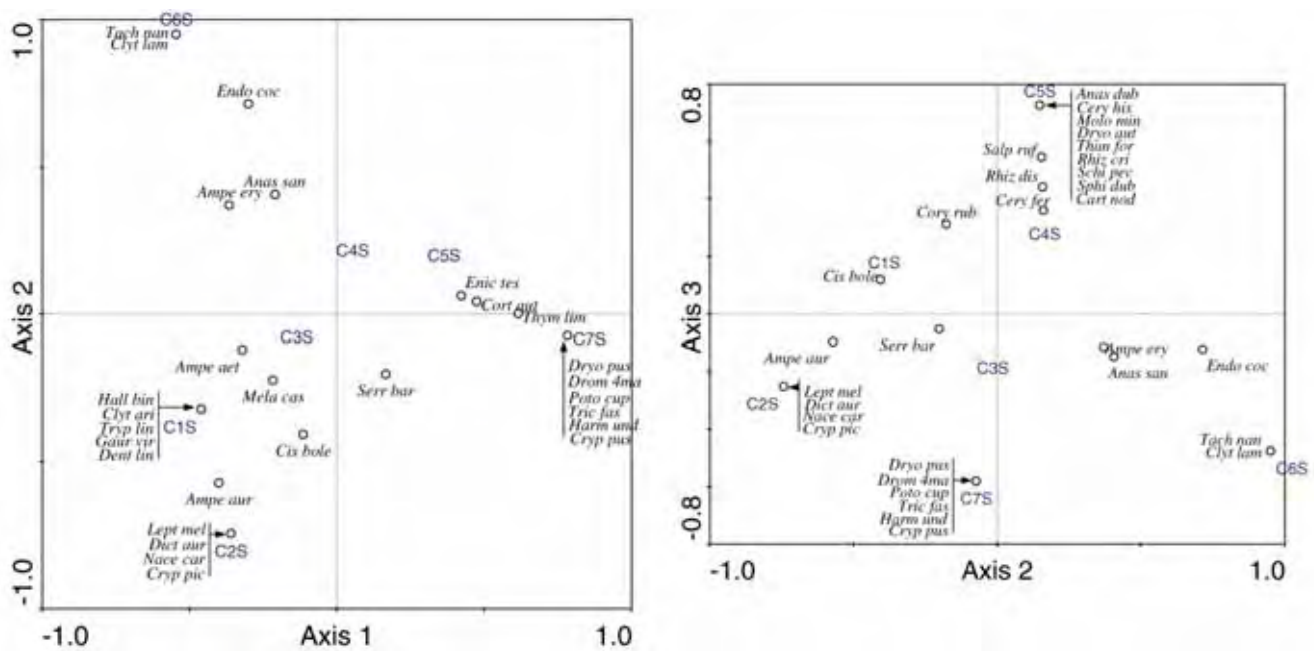 1.0
C6S
Tach nan
Clyt lam
Endo coc
Anas san
Ampe ery
C4S
C5S
Enic tes
Cort aut
Thym lim
Axis 2
C3S
C7S
Ampe aet
Mela cas
Serr bar
Dryo pus
Drom 4ma
Poto cup
Tric fas
Harm und
Cryp pus
Hall bin
Clyt ari
Tryp lin
Gaur vir
Dent lin
C1S
Cis bole
Ampe aur
Lept mel
Dict aur
Nace car
Cryp pic
C2S
-1.0
-1.0
Axis 1
1.0
0.8
C5S
Anas dub
Cery his
Molo min
Dryo aut
Than for
Rhiz cri
Schi pec
Sphi dub
Cart nod
Salp ruf
Rhiz dis
Cery fer
Cory rub
C4S
C1S
Cis bole
Axis 3
Serr bar
Ampe aur
Ampe ery
Anas san
Endo coc
C3S
C2S
Lept mel
Dict aur
Nace car
Cryp pic
Tach nan
Clyt lam
C6S
Dryo pus
Drom 4ma
Poto cup
Tric fas
Harm und
Cryp pus
C7S
-0.8
-1.0
Axis 2
1.0